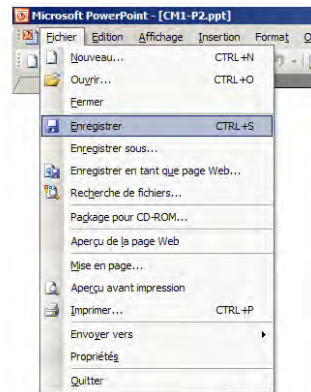 Microsoft PowerPoint - [CM1-P2.ppt]
Fichier Edition Affichage Insertion Format O
Nouveau... CTRL+N
Ouvrir... CTRL+O
Fermer
Enregistrer CTRL+S
Enregistrer sous...
Enregistrer en tant que page Web...
Recherche de fichiers...
Package pour CD-ROM...
Aperçu de la page Web
Mise en page...
Aperçu avant impression
Imprimer... CTRL+P
Envoyer vers
Propriétés
Quitter